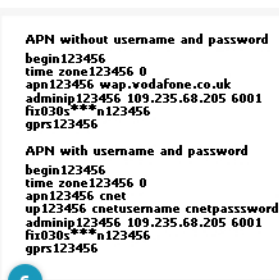 APN without username and password
begin123456
time zone123456 0
apn123456 wap.vodafone.co.uk
adminip123456 109.235.68.205 6001
fix030s***n123456
gprs123456
APN with username and password
begin123456
time zone123456 0
apn123456 cnet
up123456 cnetusername cnetpasssword
adminip123456 109.235.68.205 6001
fix030s***n123456
gprs123456